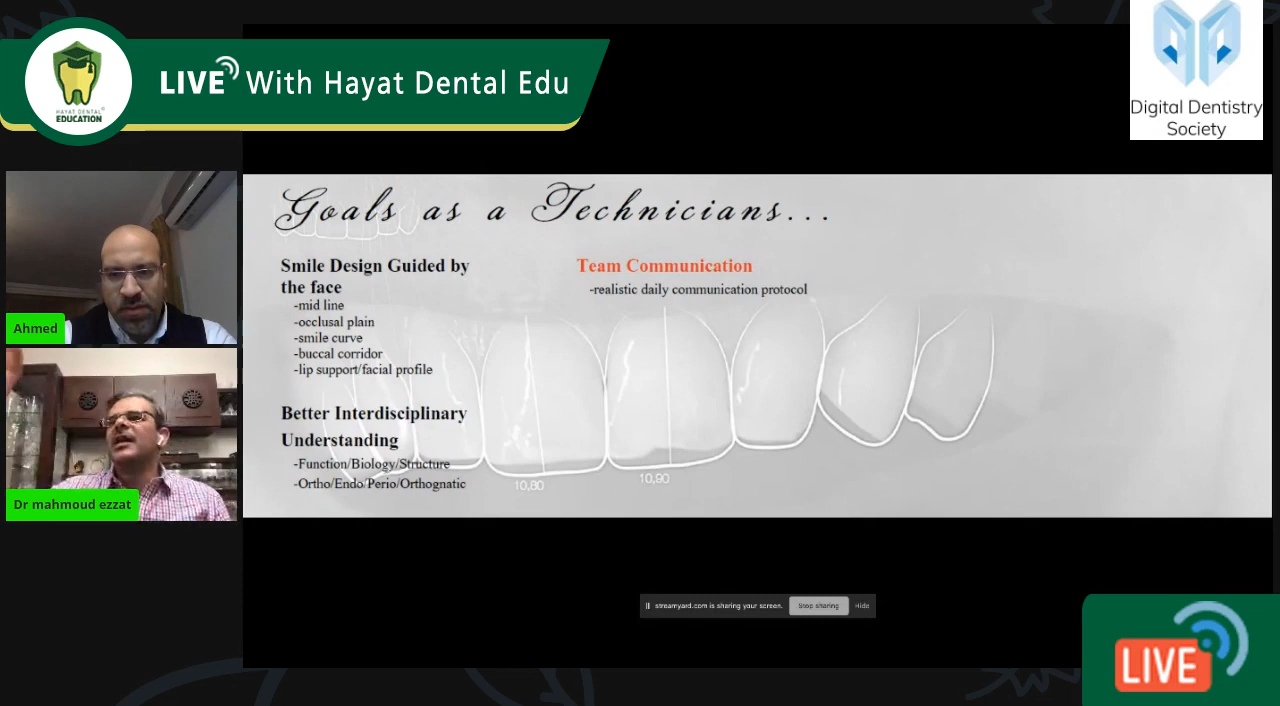 LIVE With Hayat Dental Edu
HAYAT DENTAL
EDUCATION
Digital Dentistry
Society
Goals as a Technicians...
Smile Design Guided by
the face
-mid line
-occlusal plain
-smile curve
-buccal corridor
-lip support/facial profile
Better Interdisciplinary
Understanding
-Function/Biology/Structure
-Ortho/Endo/Perio/Orthognatic
Team Communication
-realistic daily communication protocol
10,80
10,90
Ahmed
Dr mahmoud ezzat
streamyard.com is sharing your screen.
Stop sharing
Hide
LIVE